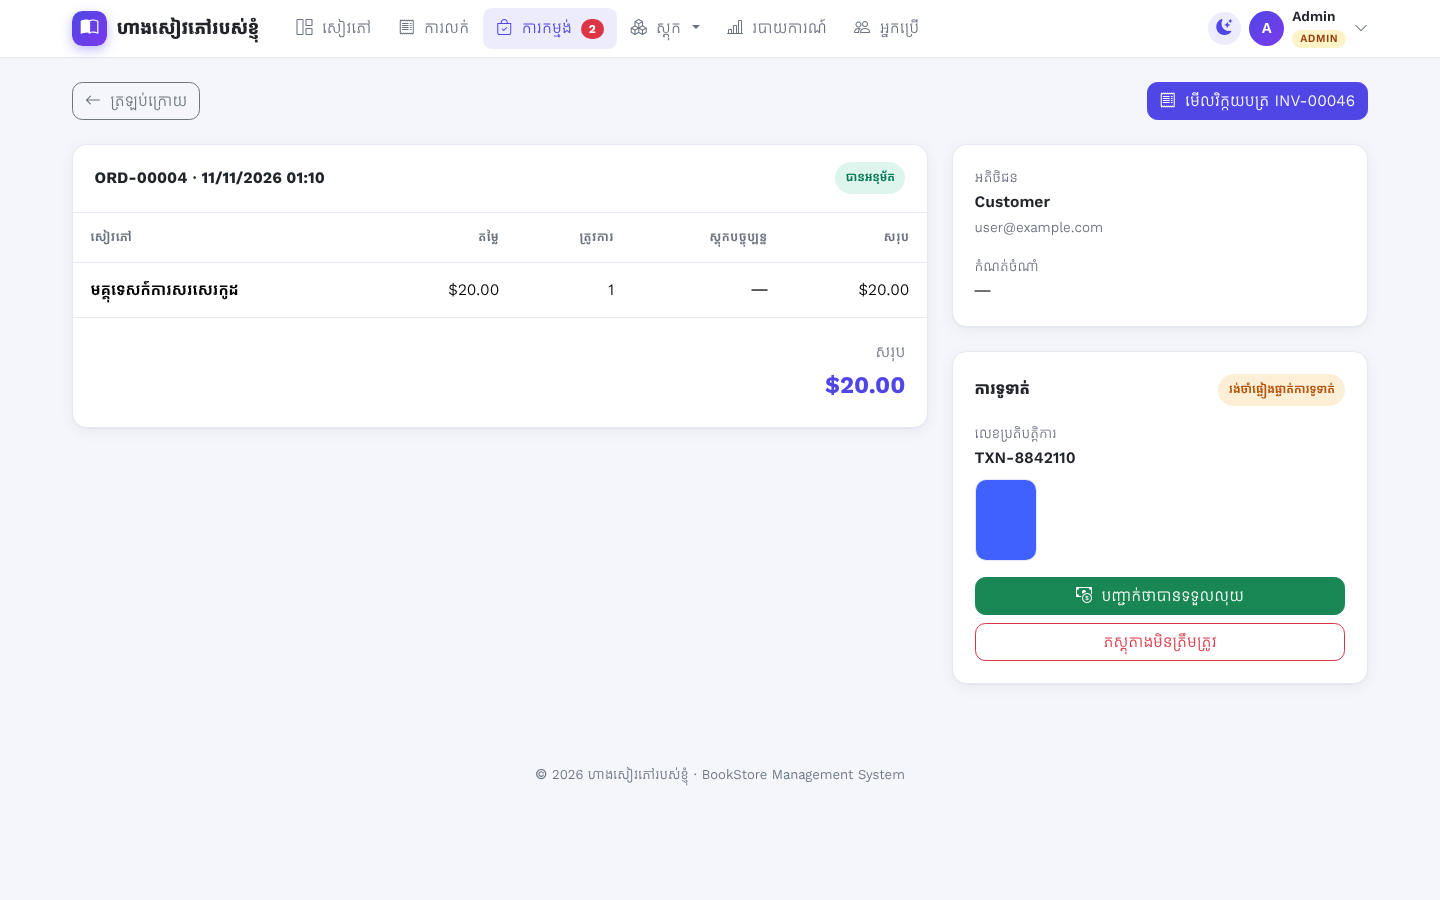 ហាងសៀវភៅរបស់ខ្ញុំ
សៀវភៅ
ការលក់
ការកម្មង់ 2
ស្តុក
របាយការណ៍
អ្នកប្រើ
A
Admin
ADMIN
ត្រឡប់ក្រោយ
មើលវិក្កយបត្រ INV-00046
ORD-00004 · 11/11/2026 01:10
បានអនុម័ត
សៀវភៅ តម្លៃ ត្រូវការ ស្តុកបច្ចុប្បន្ន សរុប
មគ្គុទេសក៍ការសរសេរកូដ $20.00 1 — $20.00
សរុប
$20.00
អតិថិជន
Customer
user@example.com
កំណត់ចំណាំ
—
ការទូទាត់
រង់ចាំផ្ទៀងផ្ទាត់ការទូទាត់
លេខប្រតិបត្តិការ
TXN-8842110
បញ្ជាក់ថាបានទទួលលុយ
ភស្តុតាងមិនត្រឹមត្រូវ
© 2026 ហាងសៀវភៅរបស់ខ្ញុំ · BookStore Management System